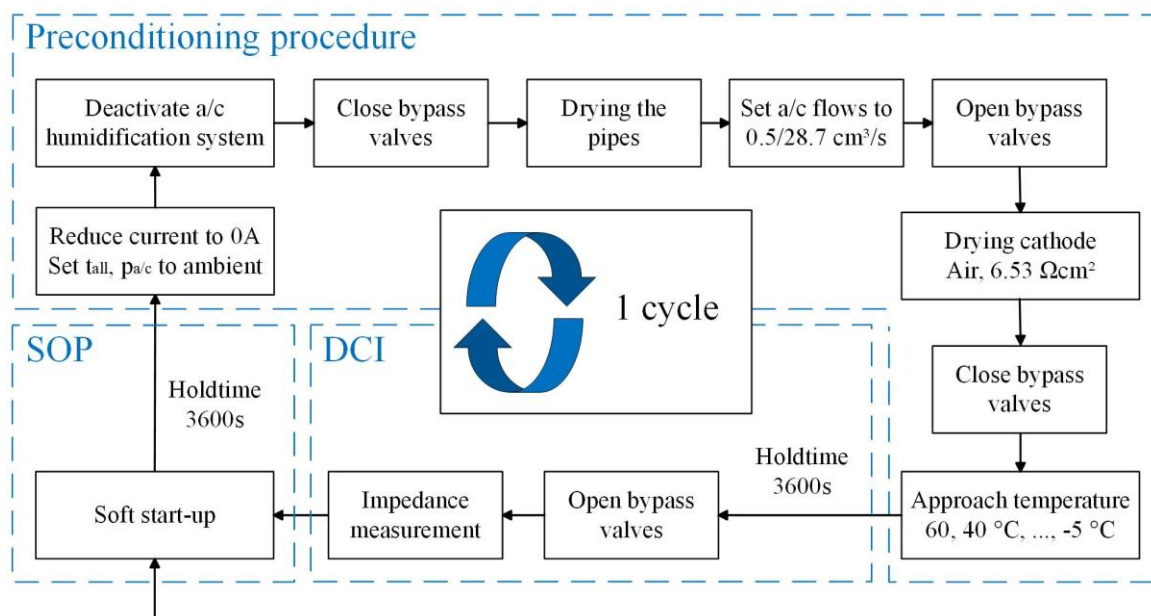 Preconditioning procedure
Deactivate a/c
humidification system
Close bypass
valves
Drying the
pipes
Set a/c flows to
0.5/28.7 cm³/s
Open bypass
valves
Reduce current to 0A
Set tall, pa/c to ambient
1 cycle
Drying cathode
Air, 6.53 Ωcm²
SOP
DCI
Holdtime
3600s
Close bypass
valves
Holdtime
3600s
Soft start-up
Impedance
measurement
Open bypass
valves
Approach temperature
60, 40 °C, ..., -5 °C